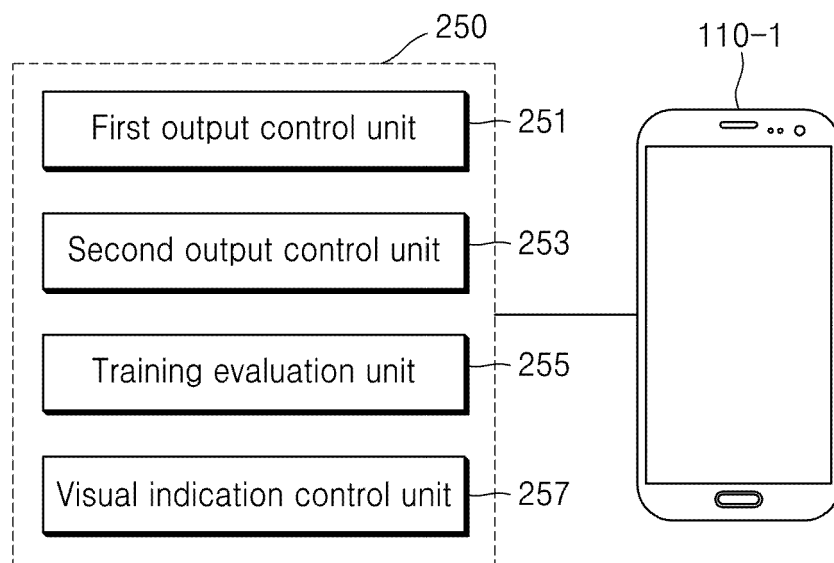 250
110-1
First output control unit
251
Second output control unit
253
Training evaluation unit
255
Visual indication control unit
257